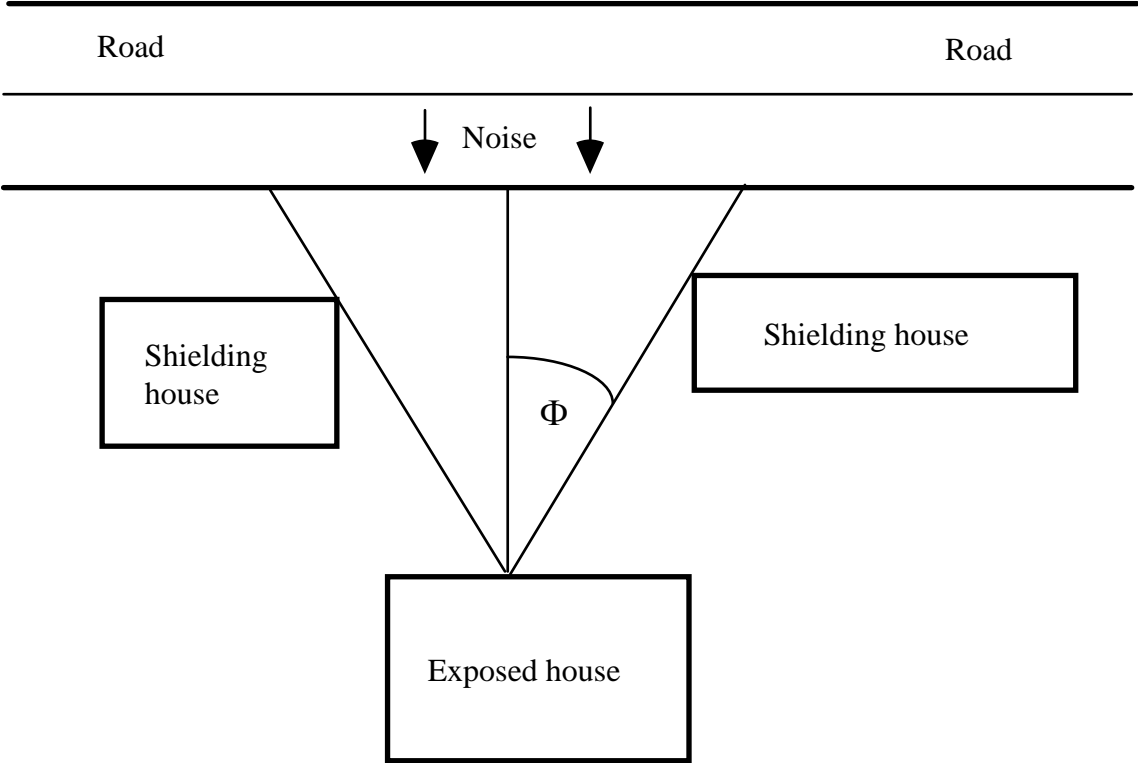 Road
Road
Noise
Shielding house
Shielding
house
Φ
Exposed house